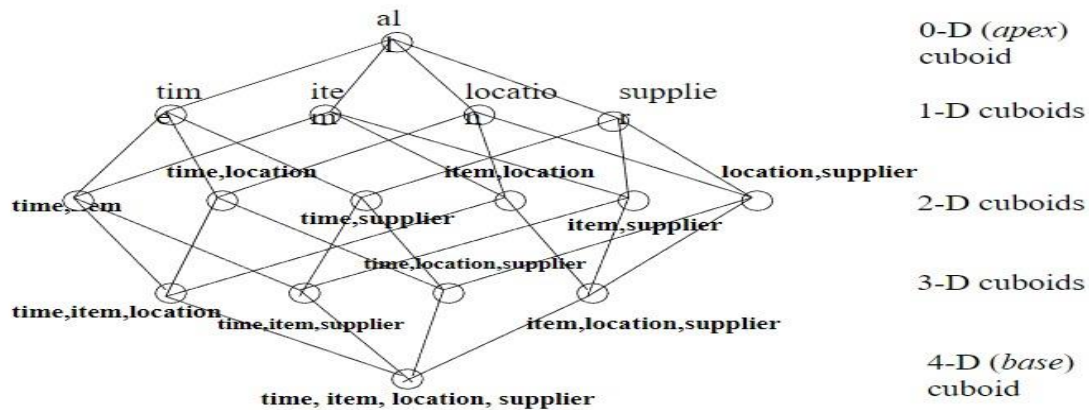 al
l
0-D (apex)
cuboid
tim
e
ite
m
locatio
n
supplie
r
1-D cuboids
time,location
item,location
location,supplier
time,item
time,supplier
item,supplier
2-D cuboids
time,location,supplier
3-D cuboids
time,item,location
time,item,supplier
item,location,supplier
4-D (base)
cuboid
time, item, location, supplier